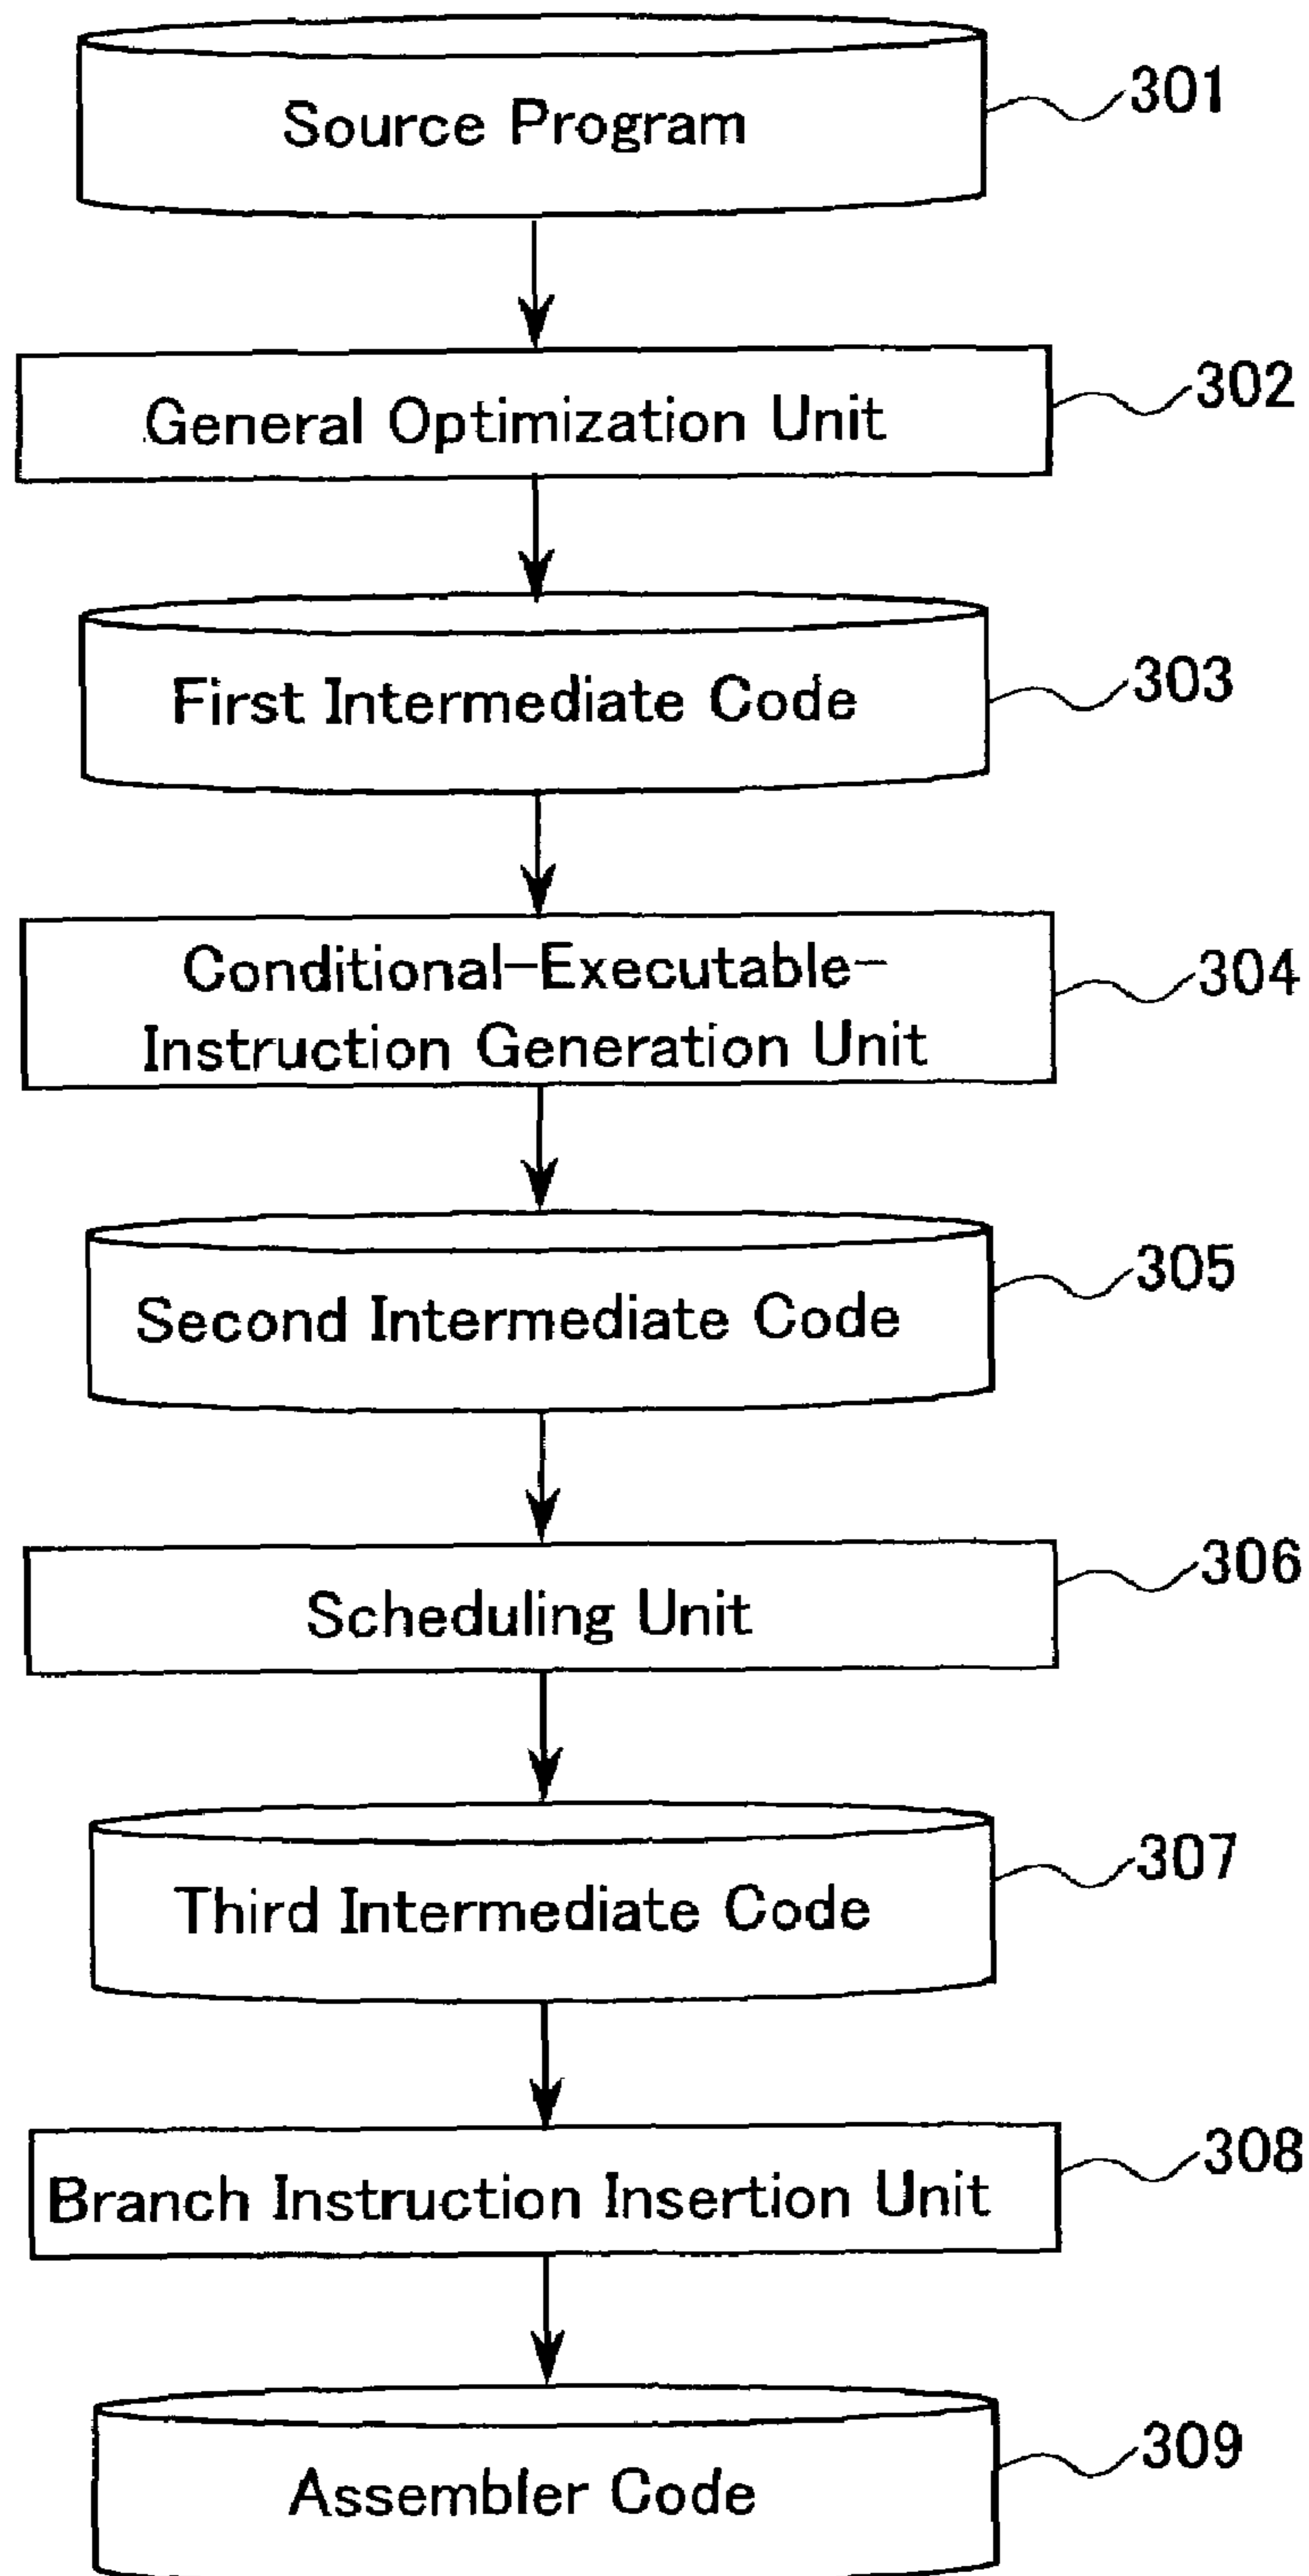 Source Program
301
General Optimization Unit
302
First Intermediate Code
303
Conditional-Executable-
Instruction Generation Unit
304
Second Intermediate Code
305
Scheduling Unit
306
Third Intermediate Code
307
Branch Instruction Insertion Unit
308
Assembler Code
309